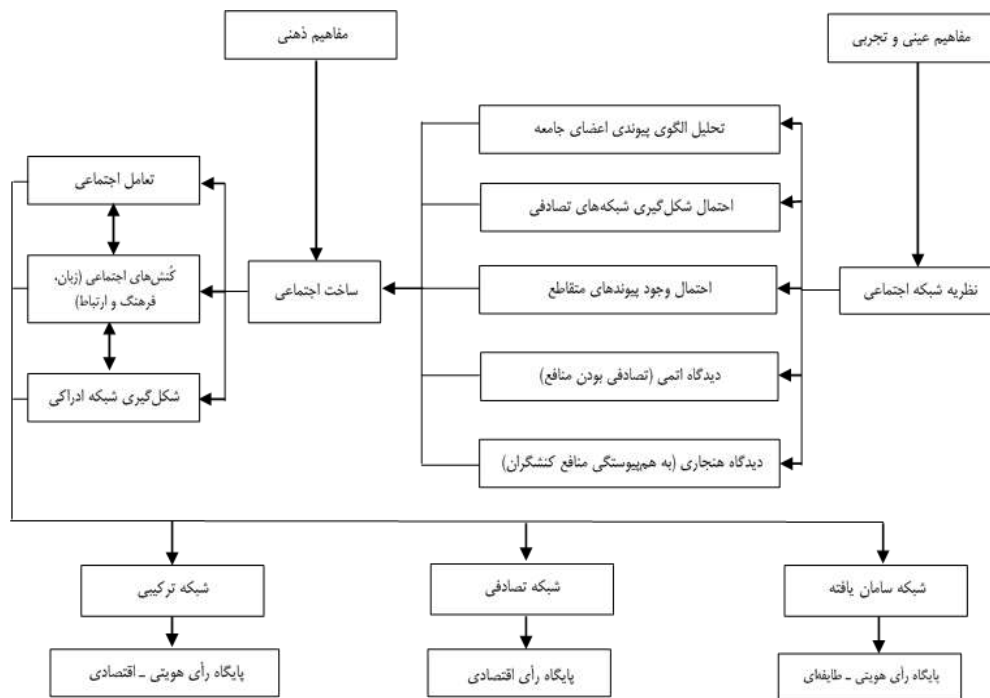 مفاهیم عینی و تجربی
مفاهیم ذهنی
تحلیل الگوی پیوندی اعضای جامعه
احتمال شکل‌گیری شبکه‌های تصادفی
احتمال وجود پیوندهای متقاطع
دیدگاه اتمی (تصادفی بودن منافع)
دیدگاه هنجاری (به هم‌پیوستگی منافع کنشگران)
نظریه شبکه اجتماعی
ساخت اجتماعی
تعامل اجتماعی
کُنش‌های اجتماعی (زبان،
فرهنگ و ارتباط)
شکل‌گیری شبکه ادراکی
شبکه سامان یافته
شبکه تصادفی
شبکه ترکیبی
پایگاه رأی هویتی ـ طایفه‌ای
پایگاه رأی اقتصادی
پایگاه رأی هویتی ـ اقتصادی